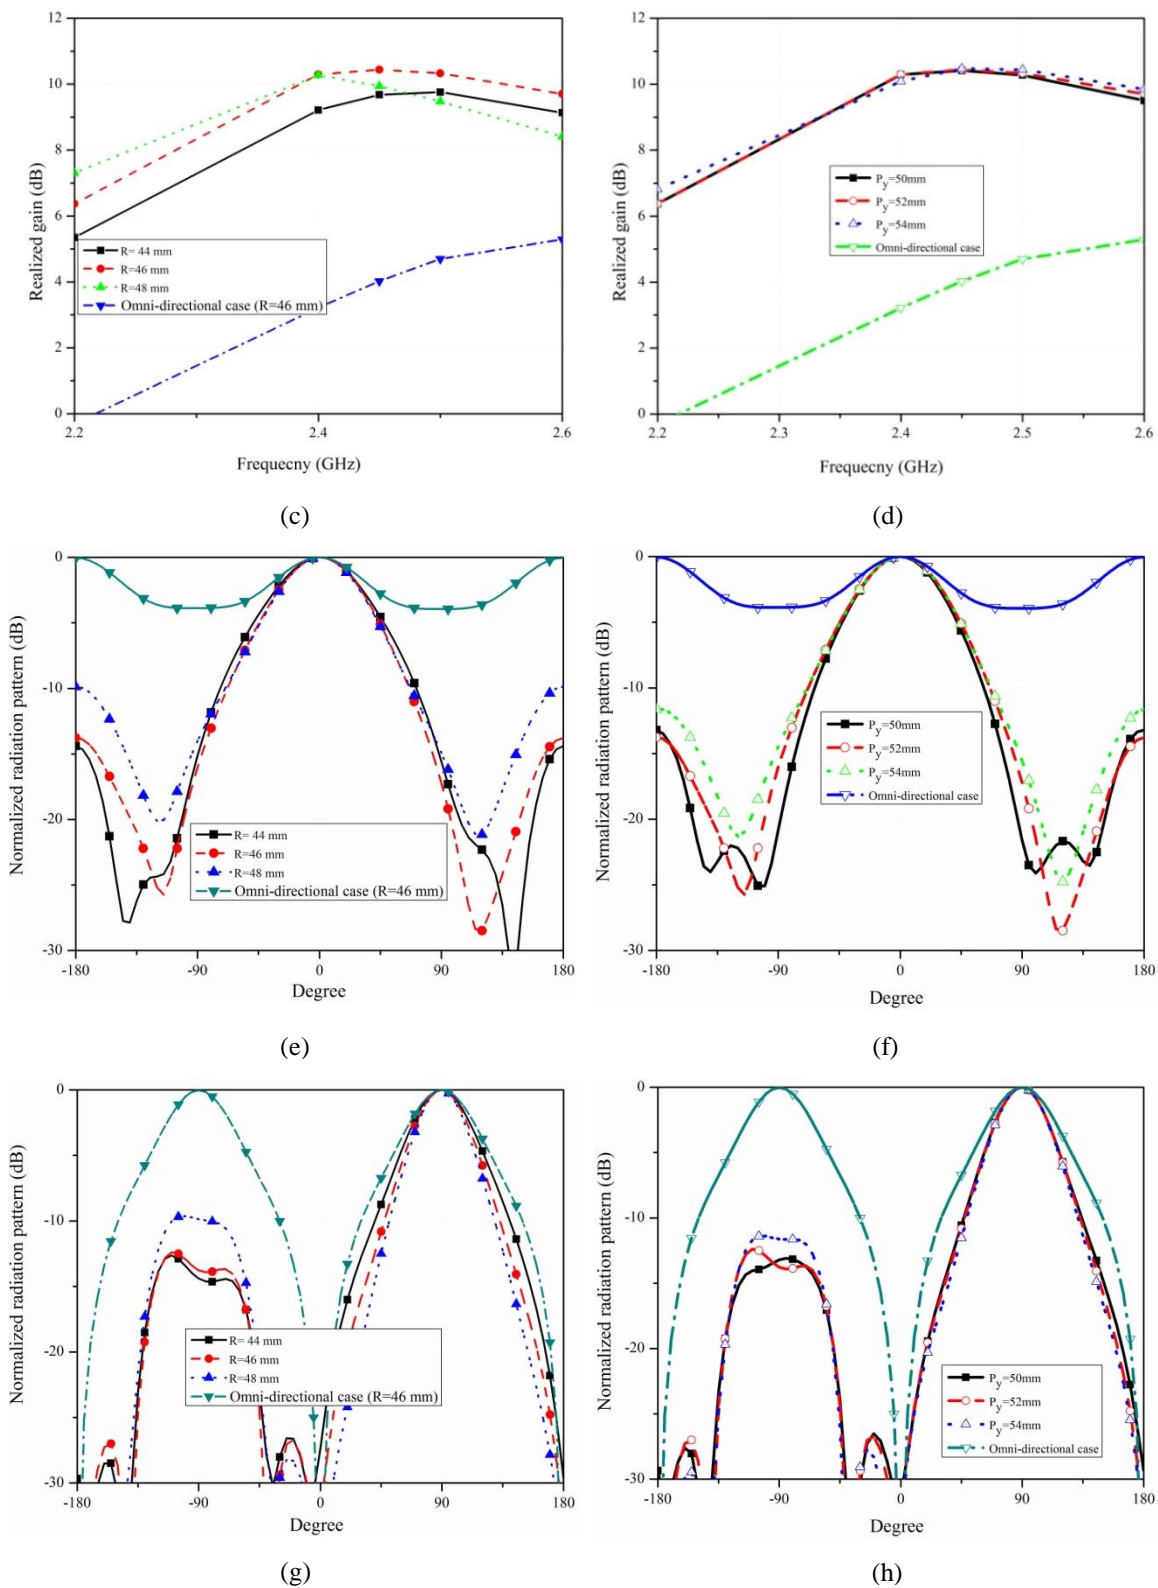 12
10
8
6
4
2
0
Realized gain (dB)
R= 44 mm
R=46 mm
R=48 mm
Omni-directional case (R=46 mm)
2.2
2.4
2.6
Frequecny (GHz)
(c)
12
10
8
6
4
2
0
Realized gain (dB)
Py=50mm
Py=52mm
Py=54mm
Omni-directional case
2.2
2.3
2.4
2.5
2.6
Frequecny (GHz)
(d)
0
-10
-20
-30
Normalized radiation pattern (dB)
R= 44 mm
R=46 mm
R=48 mm
Omni-directional case (R=46 mm)
-180
-90
0
90
180
Degree
(e)
0
-10
-20
-30
Normalized radiation pattern (dB)
Py=50mm
Py=52mm
Py=54mm
Omni-directional case
-180
-90
0
90
180
Degree
(f)
0
-10
-20
-30
Normalized radiation pattern (dB)
R= 44 mm
R=46 mm
R=48 mm
Omni-directional case (R=46 mm)
-180
-90
0
90
180
Degree
(g)
0
-10
-20
-30
Normalized radiation pattern (dB)
Py=50mm
Py=52mm
Py=54mm
Omni-directional case
-180
-90
0
90
180
Degree
(h)